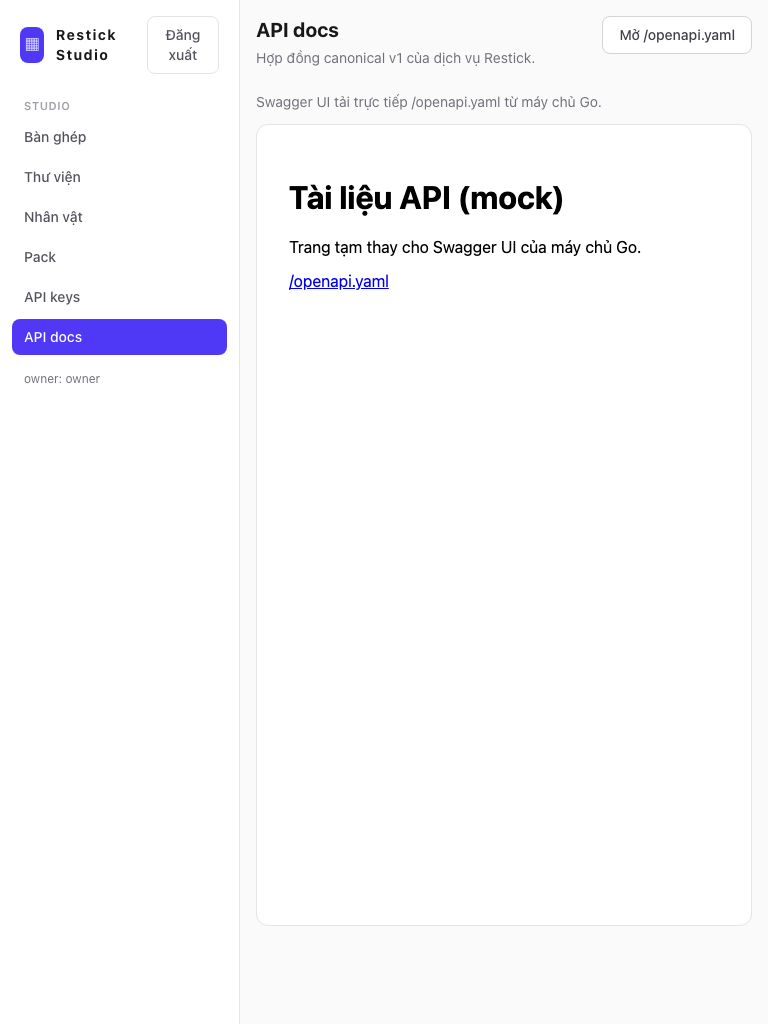 Restick
Studio
Đăng
xuất
STUDIO
Bàn ghép
Thư viện
Nhân vật
Pack
API keys
API docs
owner: owner
API docs
Hợp đồng canonical v1 của dịch vụ Restick.
Mở /openapi.yaml
Swagger UI tải trực tiếp /openapi.yaml từ máy chủ Go.
Tài liệu API (mock)
Trang tạm thay cho Swagger UI của máy chủ Go.
/openapi.yaml